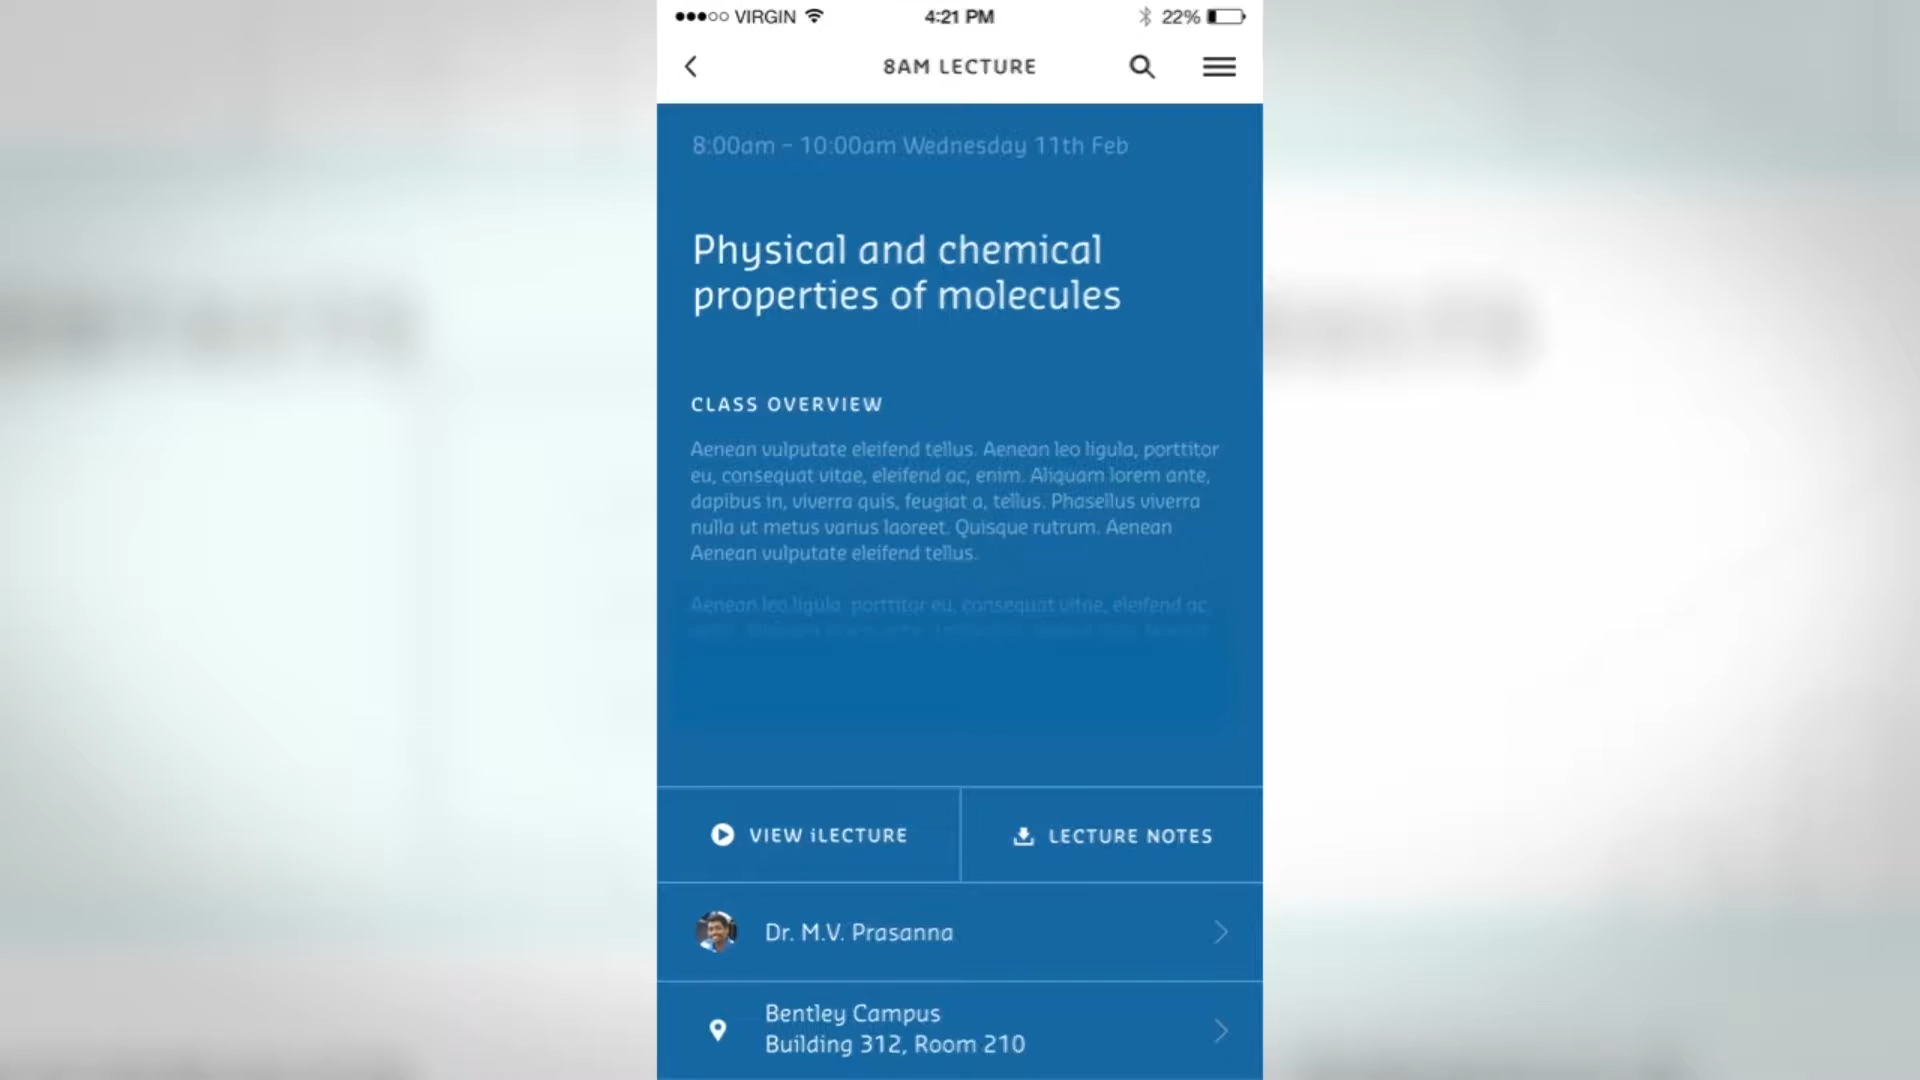 VIRGIN 4:21 PM 22%
8AM LECTURE
8:00am – 10:00am Wednesday 11th Feb
Physical and chemical
properties of molecules
CLASS OVERVIEW
Aenean vulputate eleifend tellus. Aenean leo ligula, porttitor
eu, consequat vitae, eleifend ac, enim. Aliquam lorem ante,
dapibus in, viverra quis, feugiat a, tellus. Phasellus viverra
nulla ut metus varius laoreet. Quisque rutrum. Aenean
Aenean vulputate eleifend tellus.
Aenean leo ligula, porttitor eu, consequat vitae, eleifend ac,
VIEW iLECTURE
LECTURE NOTES
Dr. M.V. Prasanna
Bentley Campus
Building 312, Room 210